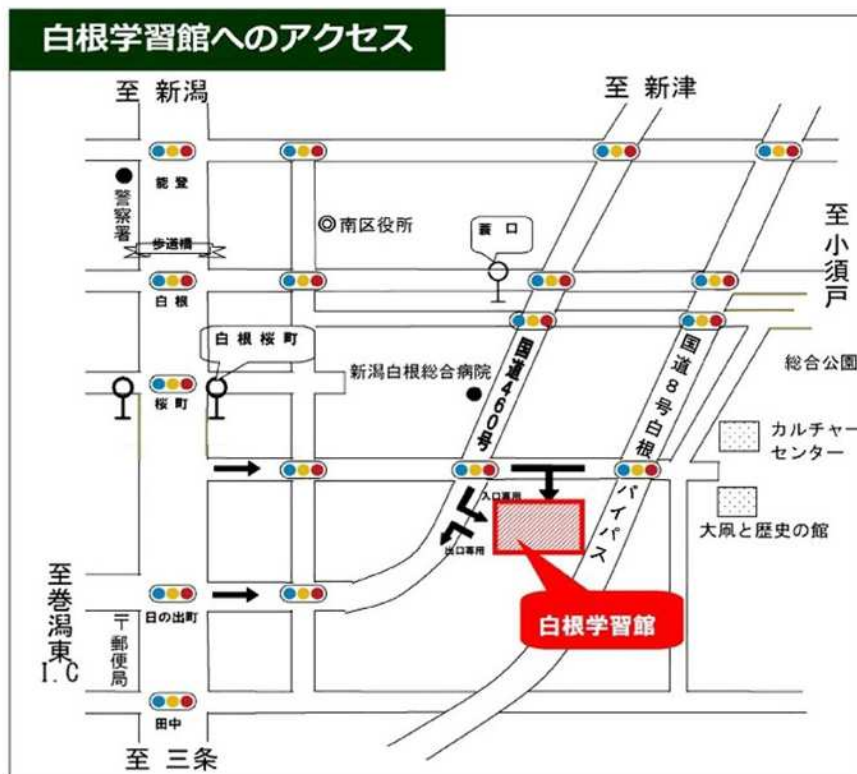 白根学習館へのアクセス
至 新潟
至 新津
能登
警察署
南区役所
蓑口
至小須戸
歩道橋
白根
白根桜町
国道460号
国道8号白根バイパス
新潟白根総合病院
総合公園
桜町
カルチャー
センター
入口専用
大凧と歴史の館
出口専用
至巻潟東
I.C
日の出町
白根学習館
〒郵便局
田中
至 三条